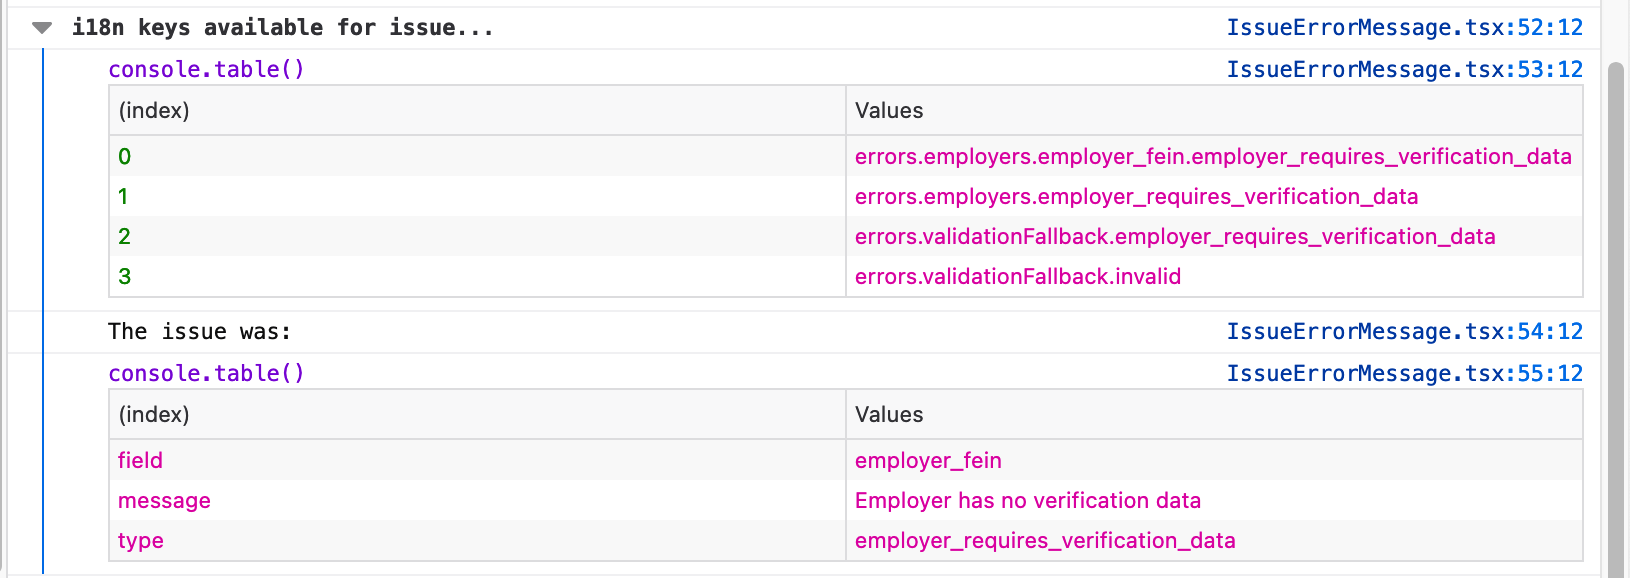 i18n keys available for issue... IssueErrorMessage.tsx:52:12
console.table() IssueErrorMessage.tsx:53:12
(index) Values
0 errors.employers.employer_fein.employer_requires_verification_data
1 errors.employers.employer_requires_verification_data
2 errors.validationFallback.employer_requires_verification_data
3 errors.validationFallback.invalid
The issue was: IssueErrorMessage.tsx:54:12
console.table() IssueErrorMessage.tsx:55:12
(index) Values
field employer_fein
message Employer has no verification data
type employer_requires_verification_data